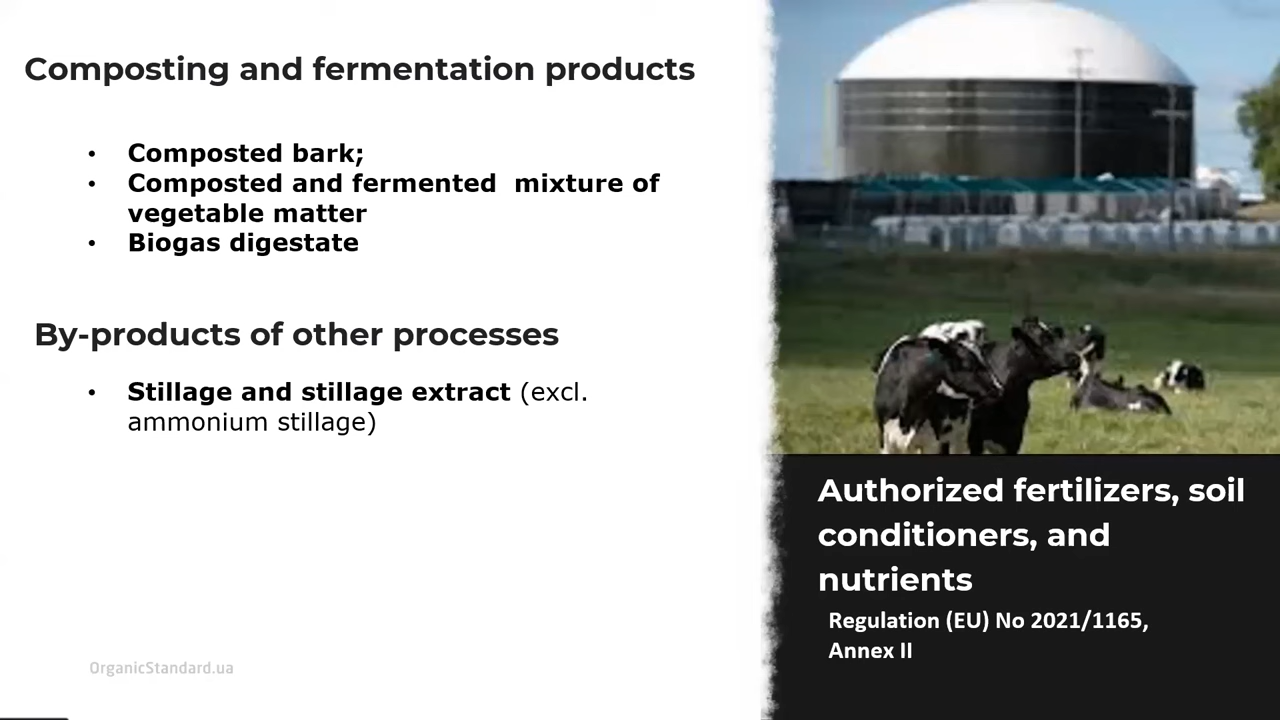 Composting and fermentation products
• Composted bark;
• Composted and fermented  mixture of
vegetable matter
• Biogas digestate
By-products of other processes
• Stillage and stillage extract (excl.
ammonium stillage)
OrganicStandard.ua
Authorized fertilizers, soil
conditioners, and
nutrients
Regulation (EU) No 2021/1165,
Annex II